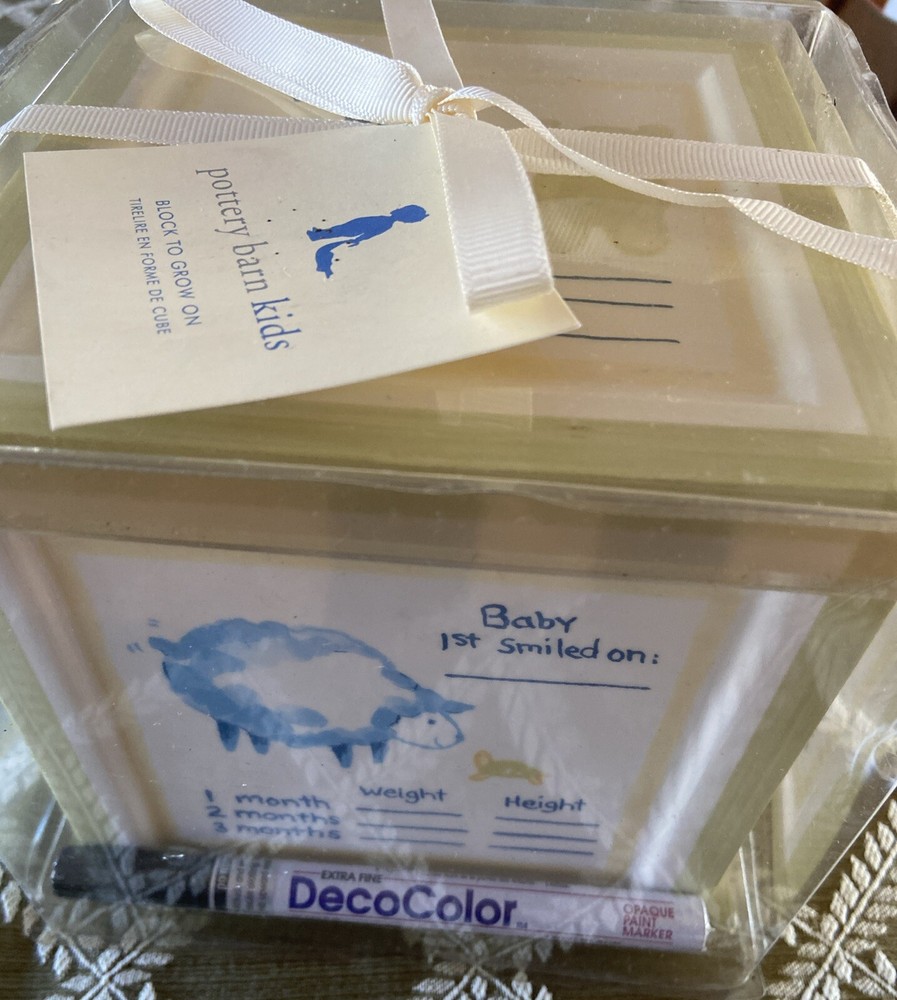 pottery barn kids
BLOCK TO GROW ON
TIRELIRE EN FORME DE CUBE
Baby
1st smiled on:
Weight
Height
1 month
2 months
3 months
EXTRA FINE
DecoColor™
OPAQUE
PAINT
MARKER